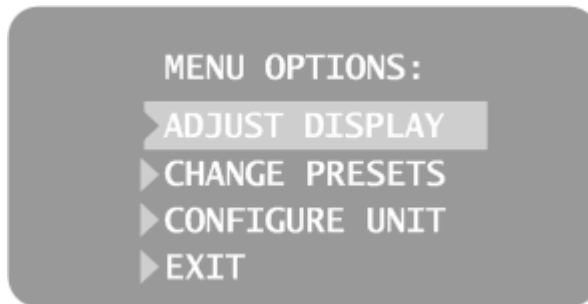 MENU OPTIONS:
ADJUST DISPLAY
CHANGE PRESETS
CONFIGURE UNIT
EXIT